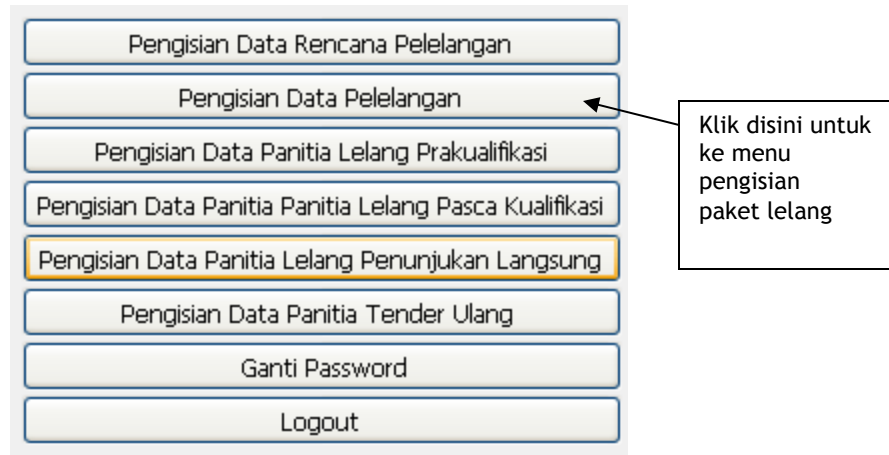 Pengisian Data Rencana Pelelangan
Pengisian Data Pelelangan
Pengisian Data Panitia Lelang Prakualifikasi
Pengisian Data Panitia Panitia Lelang Pasca Kualifikasi
Pengisian Data Panitia Lelang Penunjukan Langsung
Pengisian Data Panitia Tender Ulang
Ganti Password
Logout
Klik disini untuk
ke menu
pengisian
paket lelang